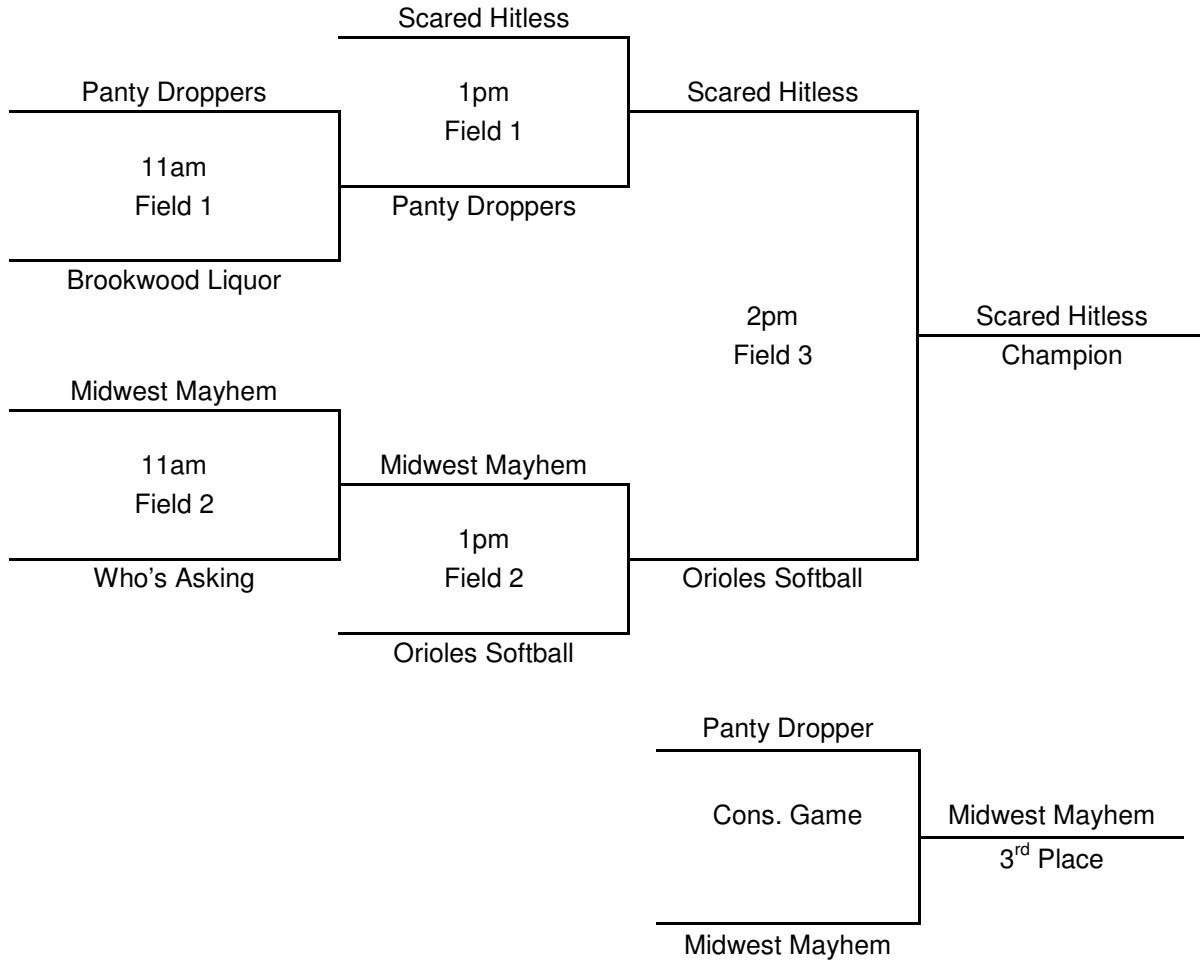 Scared Hitless
Panty Droppers
1pm
Field 1
Scared Hitless
11am
Field 1
Panty Droppers
Brookwood Liquor
2pm
Field 3
Scared Hitless
Champion
Midwest Mayhem
11am
Field 2
Midwest Mayhem
1pm
Field 2
Who's Asking
Orioles Softball
Orioles Softball
Panty Dropper
Cons. Game
Midwest Mayhem
3rd Place
Midwest Mayhem